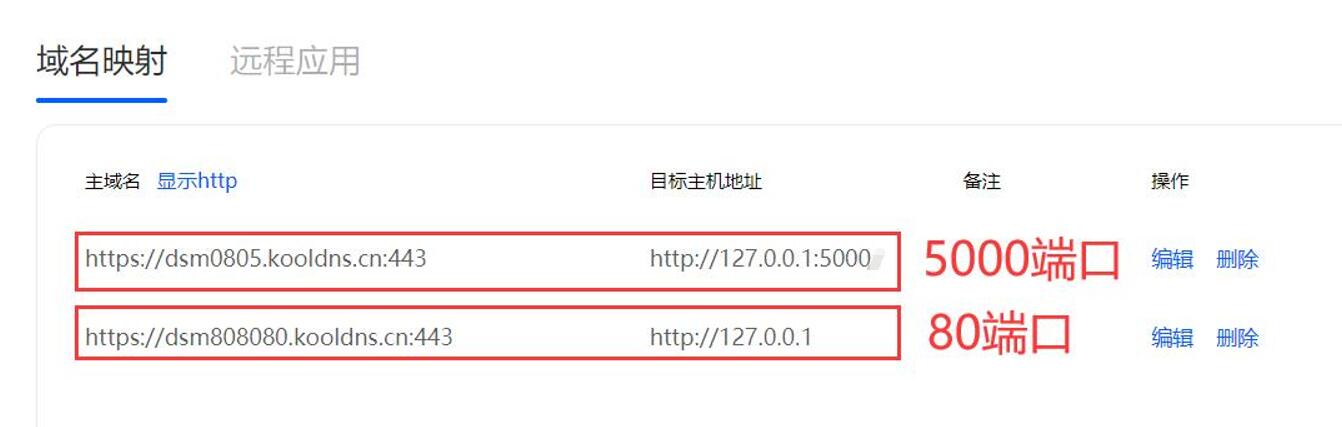 域名映射 远程应用
主域名 显示http 目标主机地址 备注 操作
https://dsm0805.kooldns.cn:443 http://127.0.0.1:5000 5000端口 编辑 删除
https://dsm808080.kooldns.cn:443 http://127.0.0.1 80端口 编辑 删除